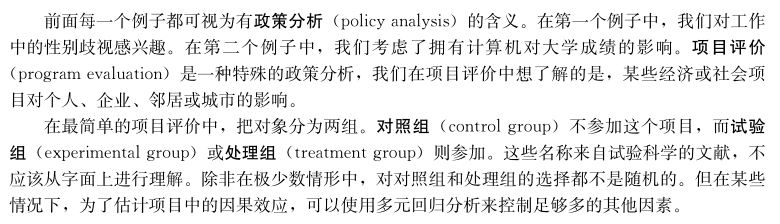 前面每一个例子都可视为有政策分析（policy analysis）的含义。在第一个例子中，我们对工作
中的性别歧视感兴趣。在第二个例子中，我们考虑了拥有计算机对大学成绩的影响。项目评价
（program evaluation）是一种特殊的政策分析，我们在项目评价中想了解的是，某些经济或社会项
目对个人、企业、邻居或城市的影响。
在最简单的项目评价中，把对象分为两组。对照组（control group）不参加这个项目，而试验
组（experimental group）或处理组（treatment group）则参加。这些名称来自试验科学的文献，不
应该从字面上进行理解。除非在极少数情形中，对对照组和处理组的选择都不是随机的。但在某些
情况下，为了估计项目中的因果效应，可以使用多元回归分析来控制足够多的其他因素。